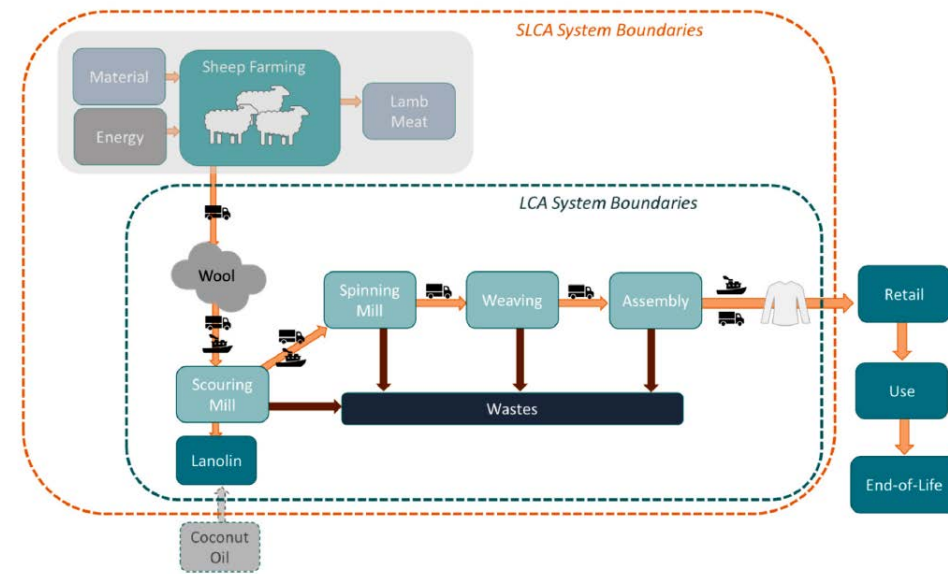 SLCA System Boundaries
Sheep Farming
Material
Energy
Lamb
Meat
LCA System Boundaries
Wool
Spinning
Mill
Weaving
Assembly
Retail
Scouring
Mill
Wastes
Use
Lanolin
End-of-Life
Coconut
Oil